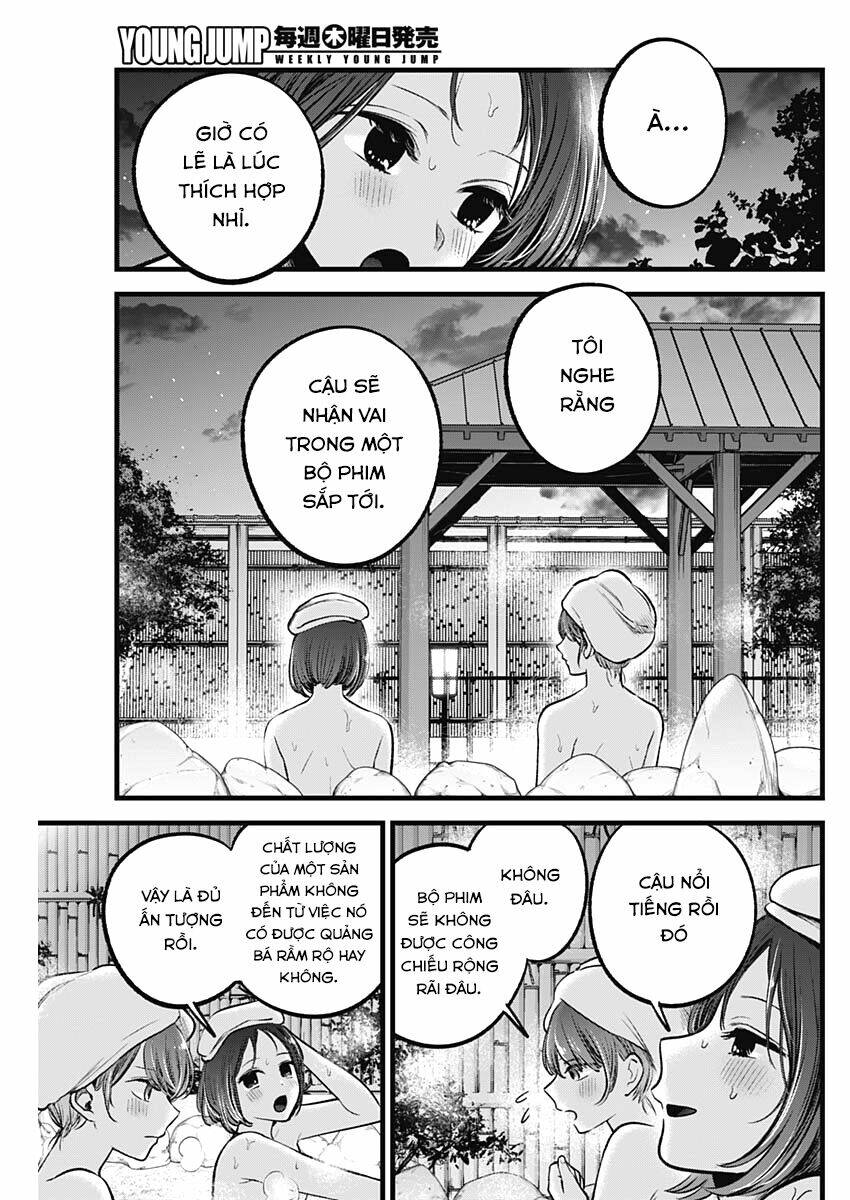 YOUNG JUMP 毎週木曜日発売
WEEKLY YOUNG JUMP
À...
GIỜ CÓ
LẼ LÀ LÚC
THÍCH HỢP
NHỈ.
TÔI
NGHE
RẰNG
CẬU SẼ
NHẬN VAI
TRONG MỘT
BỘ PHIM
SẮP TỚI.
CẬU NỔI
TIẾNG RỒI
ĐÓ
KHÔNG
ĐÂU.
BỘ PHIM
SẼ KHÔNG
ĐƯỢC CÔNG
CHIẾU RỘNG
RÃI ĐÂU.
CHẤT LƯỢNG
CỦA MỘT SẢN
PHẨM KHÔNG
ĐẾN TỪ VIỆC NÓ
CÓ ĐƯỢC QUẢNG
BÁ RẦM RỘ HAY
KHÔNG.
VẬY LÀ ĐỦ
ẤN TƯỢNG
RỒI.